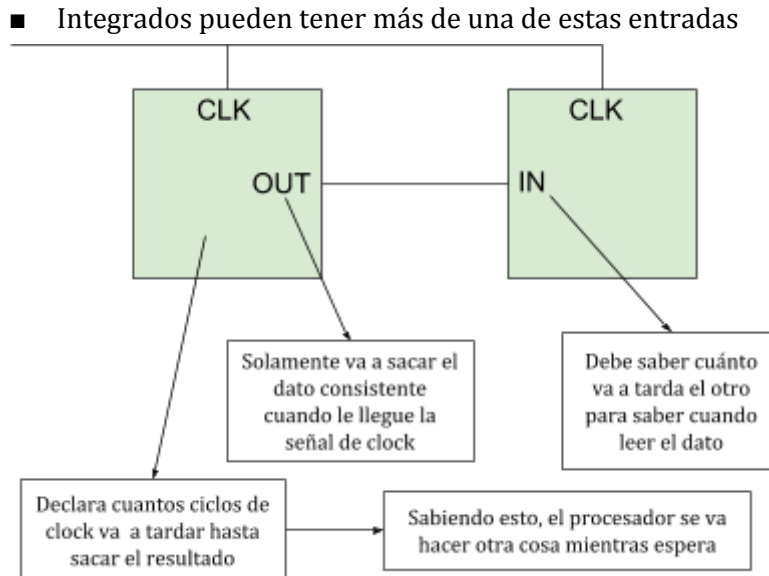 ■ Integrados pueden tener más de una de estas entradas
CLK
CLK
OUT
IN
Solamente va a sacar el
dato consistente
cuando le llegue la
señal de clock
Debe saber cuánto
va a tarda el otro
para saber cuando
leer el dato
Declara cuantos ciclos de
clock va a tardar hasta
sacar el resultado
Sabiendo esto, el procesador se va
hacer otra cosa mientras espera